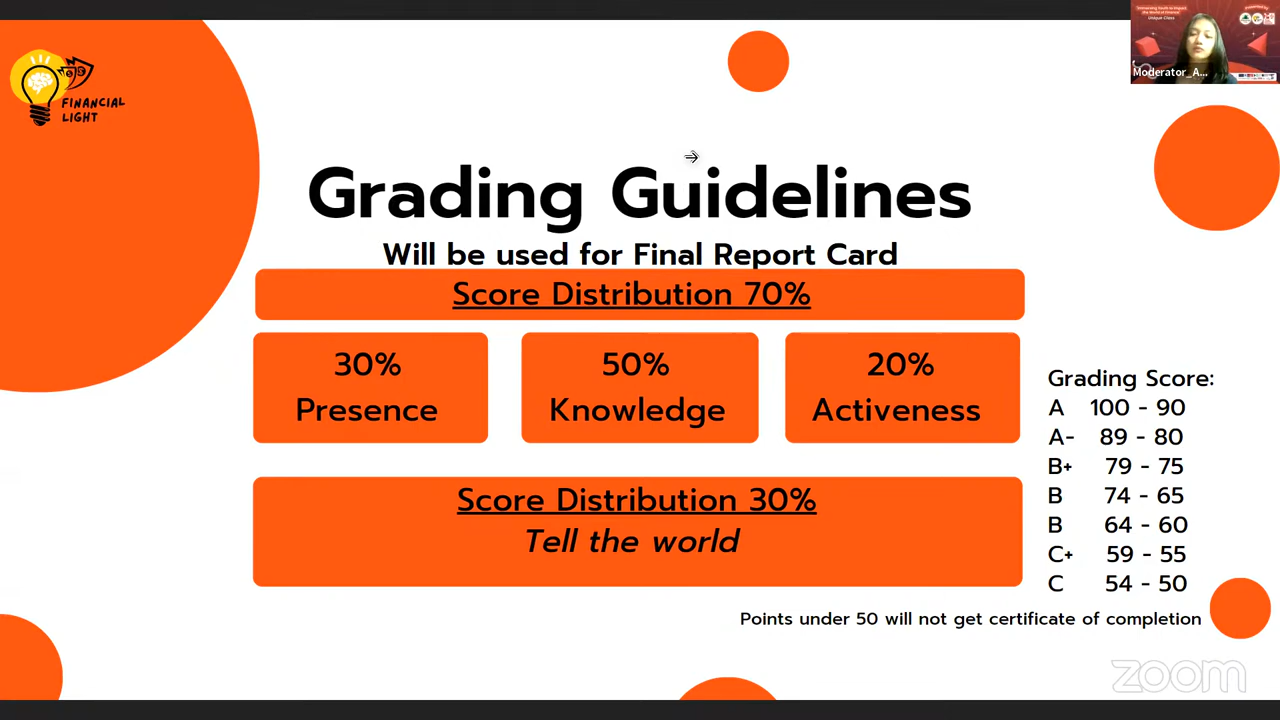 FINANCIAL
LIGHT
Moderator_A...
Grading Guidelines
Will be used for Final Report Card
Score Distribution 70%
30%
Presence
50%
Knowledge
20%
Activeness
Score Distribution 30%
Tell the world
Grading Score:
A 100 - 90
A- 89 - 80
B+ 79 - 75
B 74 - 65
B 64 - 60
C+ 59 - 55
C 54 - 50
Points under 50 will not get certificate of completion
zoom